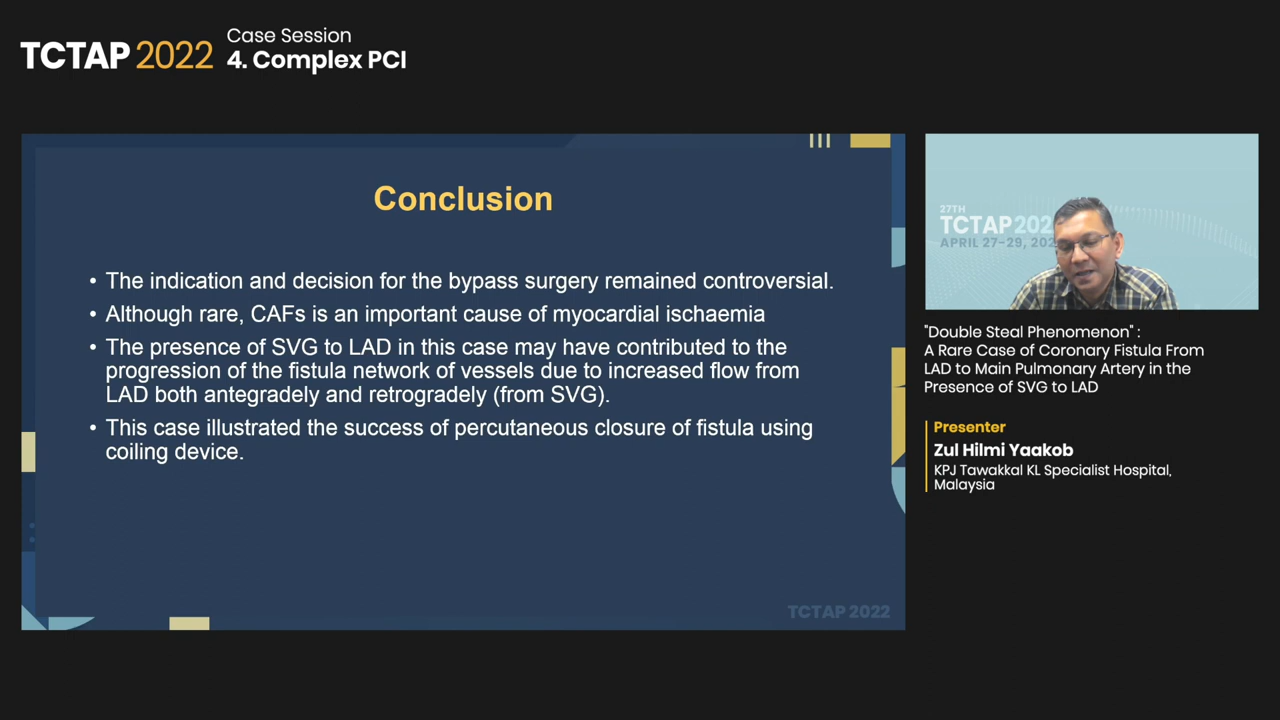 TCTAP 2022
Case Session
4. Complex PCI
Conclusion
• The indication and decision for the bypass surgery remained controversial.
• Although rare, CAFs is an important cause of myocardial ischaemia
• The presence of SVG to LAD in this case may have contributed to the
progression of the fistula network of vessels due to increased flow from
LAD both antegradely and retrogradely (from SVG).
• This case illustrated the success of percutaneous closure of fistula using
coiling device.
TCTAP 2022
27TH
TCTAP 202
APRIL 27-29, 20
"Double Steal Phenomenon" :
A Rare Case of Coronary Fistula From
LAD to Main Pulmonary Artery in the
Presence of SVG to LAD
Presenter
Zul Hilmi Yaakob
KPJ Tawakkal KL Specialist Hospital,
Malaysia